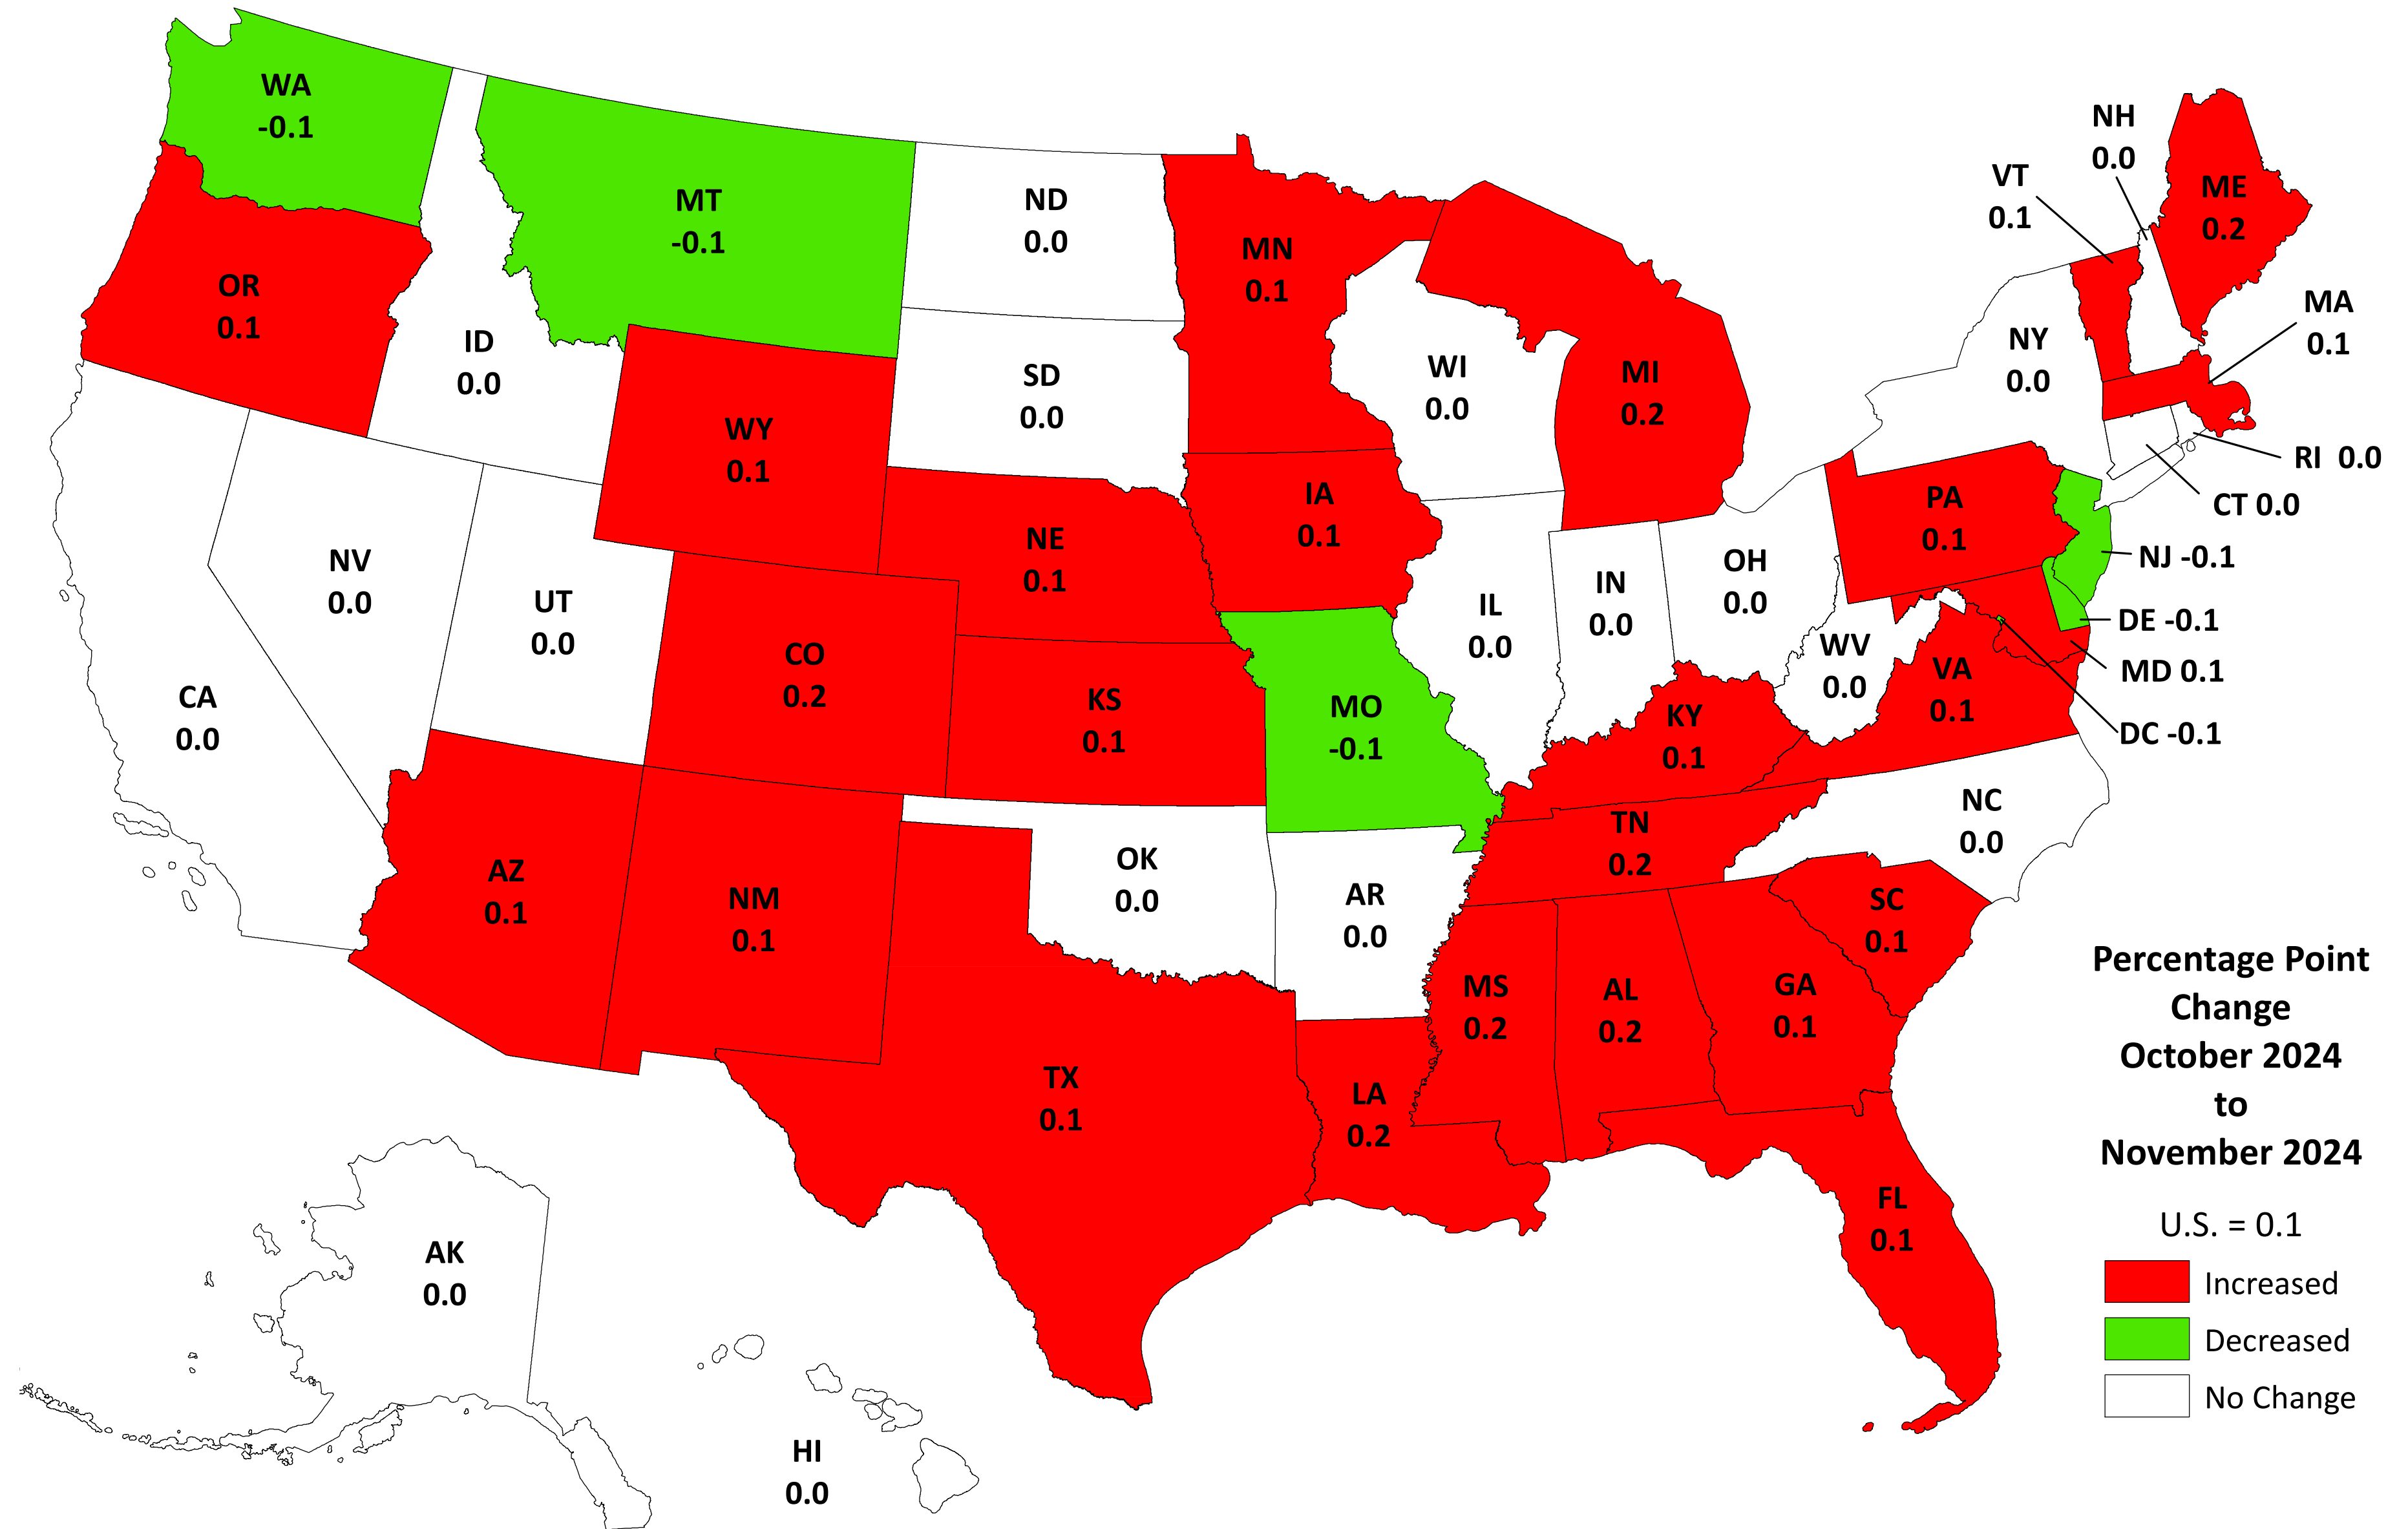 WA
-0.1
MT
-0.1
ND
0.0
MN
0.1
NH
0.0
VT
0.1
ME
0.2
OR
0.1
ID
0.0
MA
0.1
NY
0.0
SD
0.0
WI
0.0
MI
0.2
WY
0.1
RI 0.0
CT 0.0
IA
0.1
PA
0.1
NE
0.1
NJ -0.1
NV
0.0
UT
0.0
IL
0.0
IN
0.0
OH
0.0
DE -0.1
WV
0.0
VA
0.1
MD 0.1
DC -0.1
CA
0.0
CO
0.2
KS
0.1
MO
-0.1
KY
0.1
NC
0.0
TN
0.2
AZ
0.1
NM
0.1
OK
0.0
AR
0.0
SC
0.1
MS
0.2
AL
0.2
GA
0.1
TX
0.1
LA
0.2
FL
0.1
AK
0.0
HI
0.0
Percentage Point
Change
October 2024
to
November 2024
U.S. = 0.1
Increased
Decreased
No Change